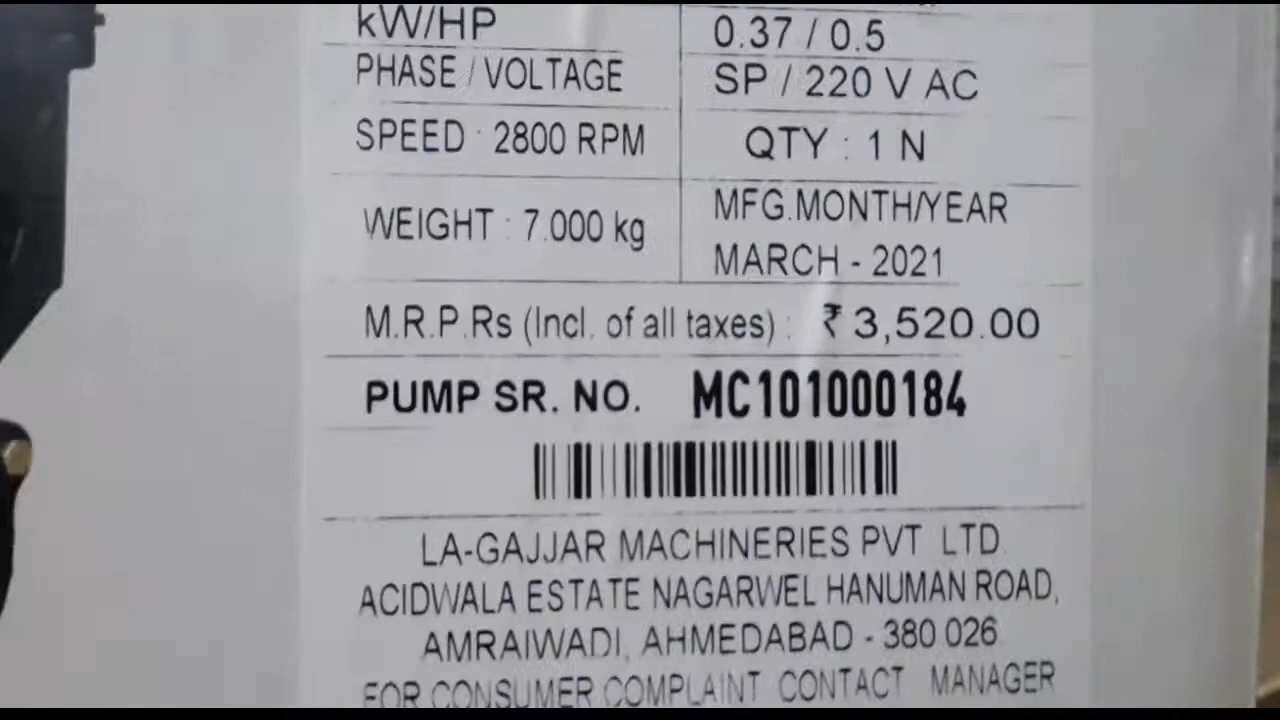 kW/HP 0.37 / 0.5
PHASE / VOLTAGE SP / 220 V AC
SPEED : 2800 RPM QTY : 1 N
WEIGHT : 7.000 kg MFG.MONTH/YEAR
MARCH - 2021
M.R.P.Rs (Incl. of all taxes) : ₹ 3,520.00
PUMP SR. NO. MC101000184
LA-GAJJAR MACHINERIES PVT LTD
ACIDWALA ESTATE NAGARWEL HANUMAN ROAD,
AMRAIWADI, AHMEDABAD - 380 026
FOR CONSUMER COMPLAINT CONTACT MANAGER